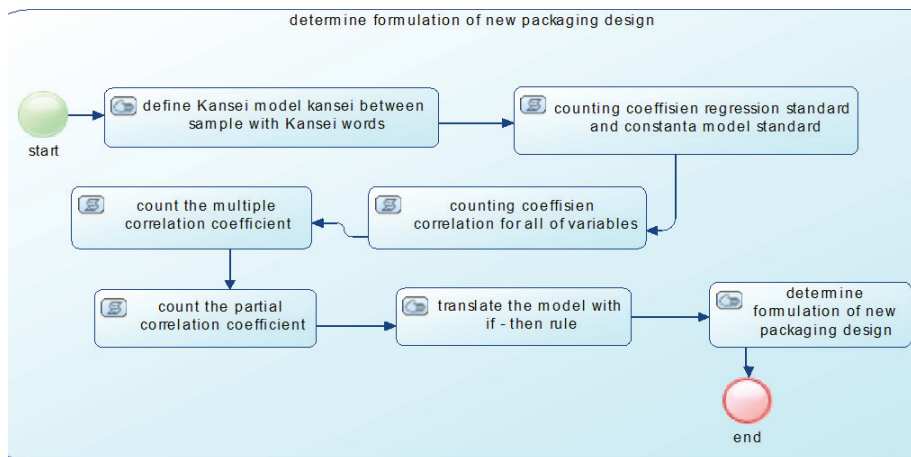 determine formulation of new packaging design
start
define Kansei model kansei between
sample with Kansei words
counting coeffisien regression standard
and constanta model standard
count the multiple
correlation coefficient
counting coeffisien
correlation for all of variables
count the partial
correlation coefficient
translate the model with
if - then rule
determine
formulation of new
packaging design
end